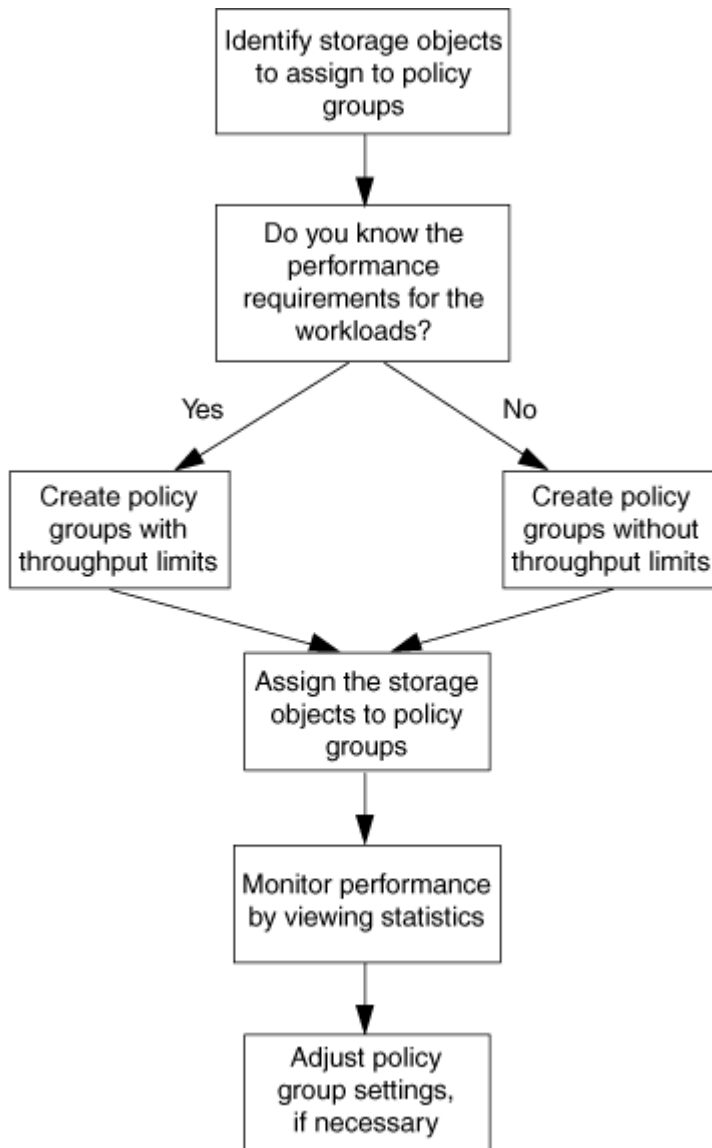 Identify storage objects
to assign to policy
groups
Do you know the
performance
requirements for the
workloads?
Yes
No
Create policy
groups with
throughput limits
Create policy
groups without
throughput limits
Assign the storage
objects to policy
groups
Monitor performance
by viewing statistics
Adjust policy
group settings,
if necessary